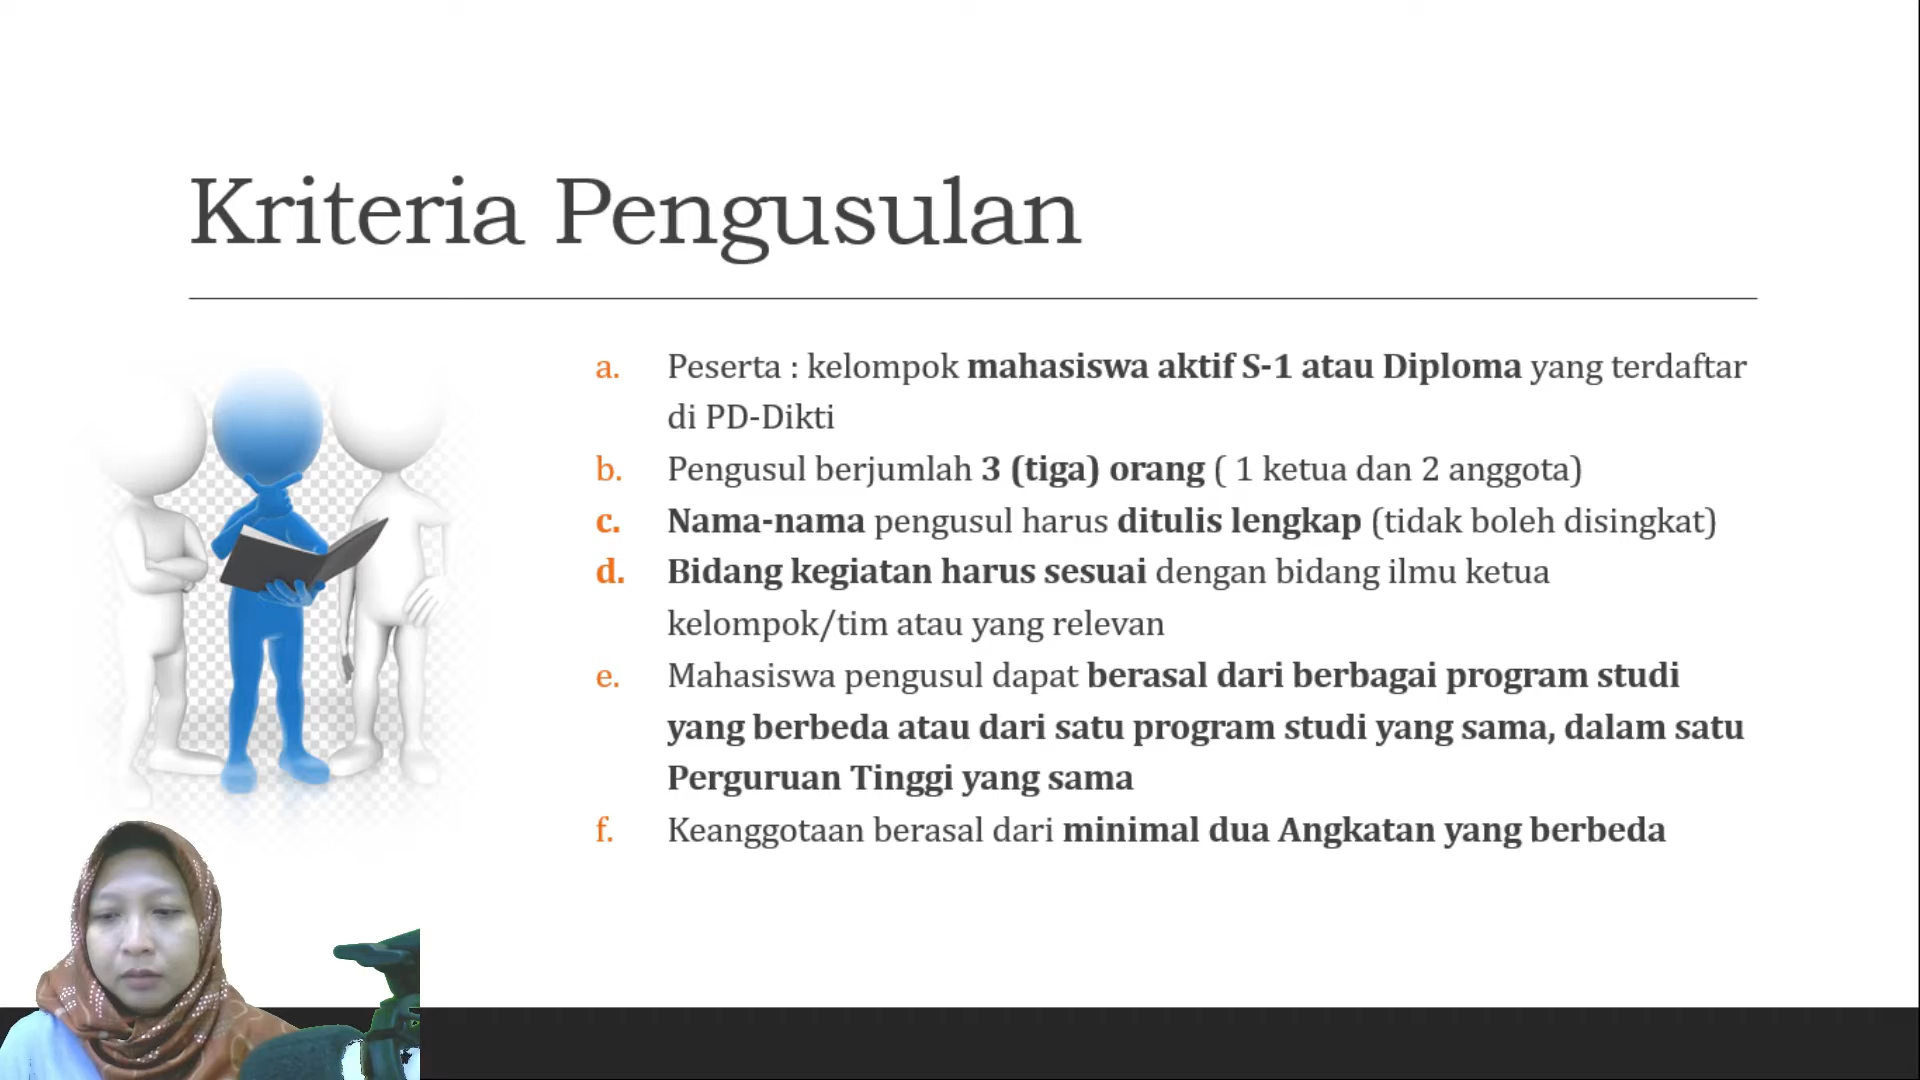 Kriteria Pengusulan
a. Peserta : kelompok mahasiswa aktif S-1 atau Diploma yang terdaftar
di PD-Dikti
b. Pengusul berjumlah 3 (tiga) orang ( 1 ketua dan 2 anggota)
c. Nama-nama pengusul harus ditulis lengkap (tidak boleh disingkat)
d. Bidang kegiatan harus sesuai dengan bidang ilmu ketua
kelompok/tim atau yang relevan
e. Mahasiswa pengusul dapat berasal dari berbagai program studi
yang berbeda atau dari satu program studi yang sama, dalam satu
Perguruan Tinggi yang sama
f. Keanggotaan berasal dari minimal dua Angkatan yang berbeda